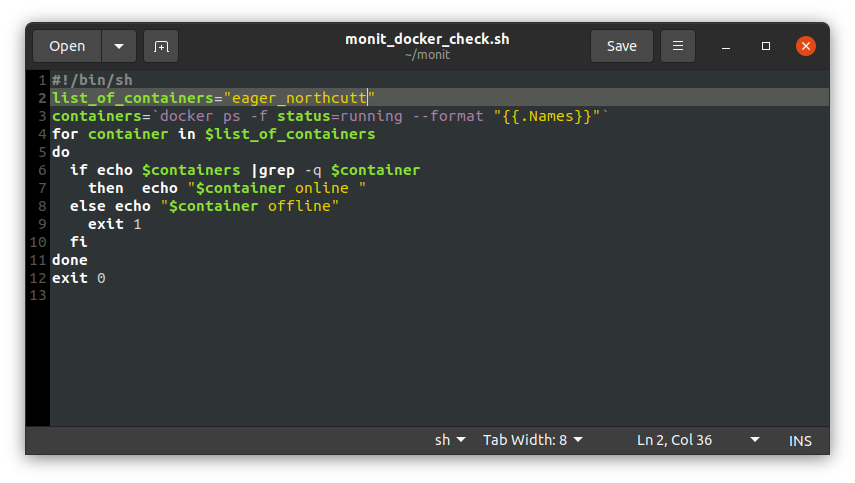 Open
monit_docker_check.sh
~/monit
Save
1 #!/bin/sh
2 list_of_containers="eager_northcutt"
3 containers=`docker ps -f status=running --format "{{.Names}}"`
4 for container in $list_of_containers
5 do
6   if echo $containers |grep -q $container
7     then  echo "$container online "
8   else echo "$container offline"
9     exit 1
10   fi
11 done
12 exit 0
13
sh Tab Width: 8 Ln 2, Col 36 INS